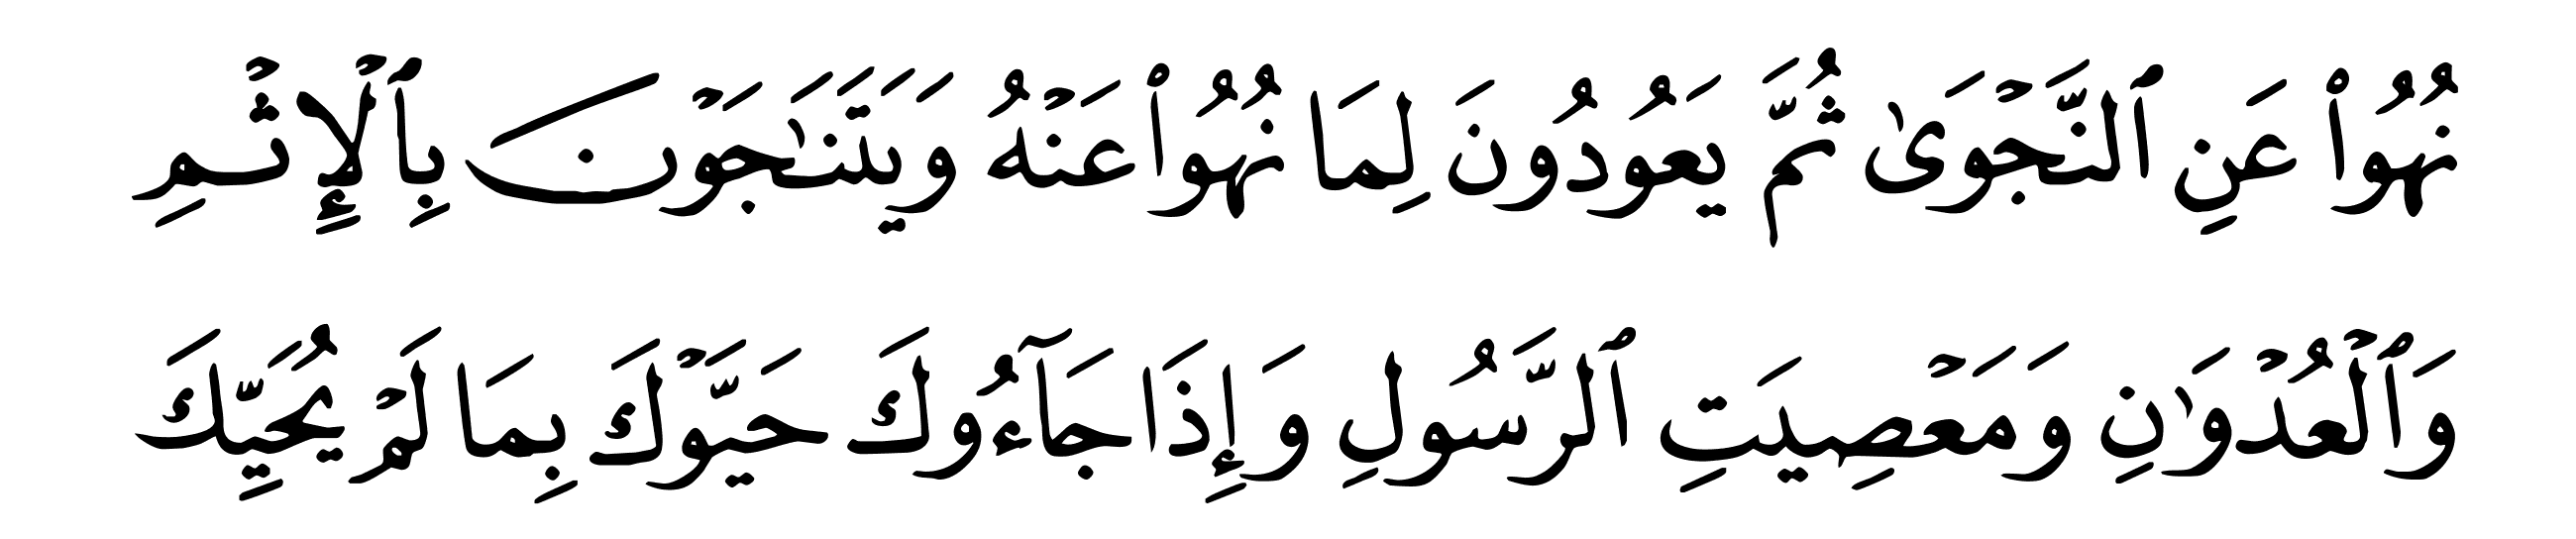 نُهُوا۟ عَنِ ٱلنَّجْوَىٰ ثُمَّ يَعُودُونَ لِمَا نُهُوا۟ عَنْهُ وَيَتَنَـٰجَوْنَ بِٱلْإِثْمِ
وَٱلْعُدْوَٰنِ وَمَعْصِيَتِ ٱلرَّسُولِ وَإِذَا جَآءُوكَ حَيَّوْكَ بِمَا لَمْ يُحَيِّكَ